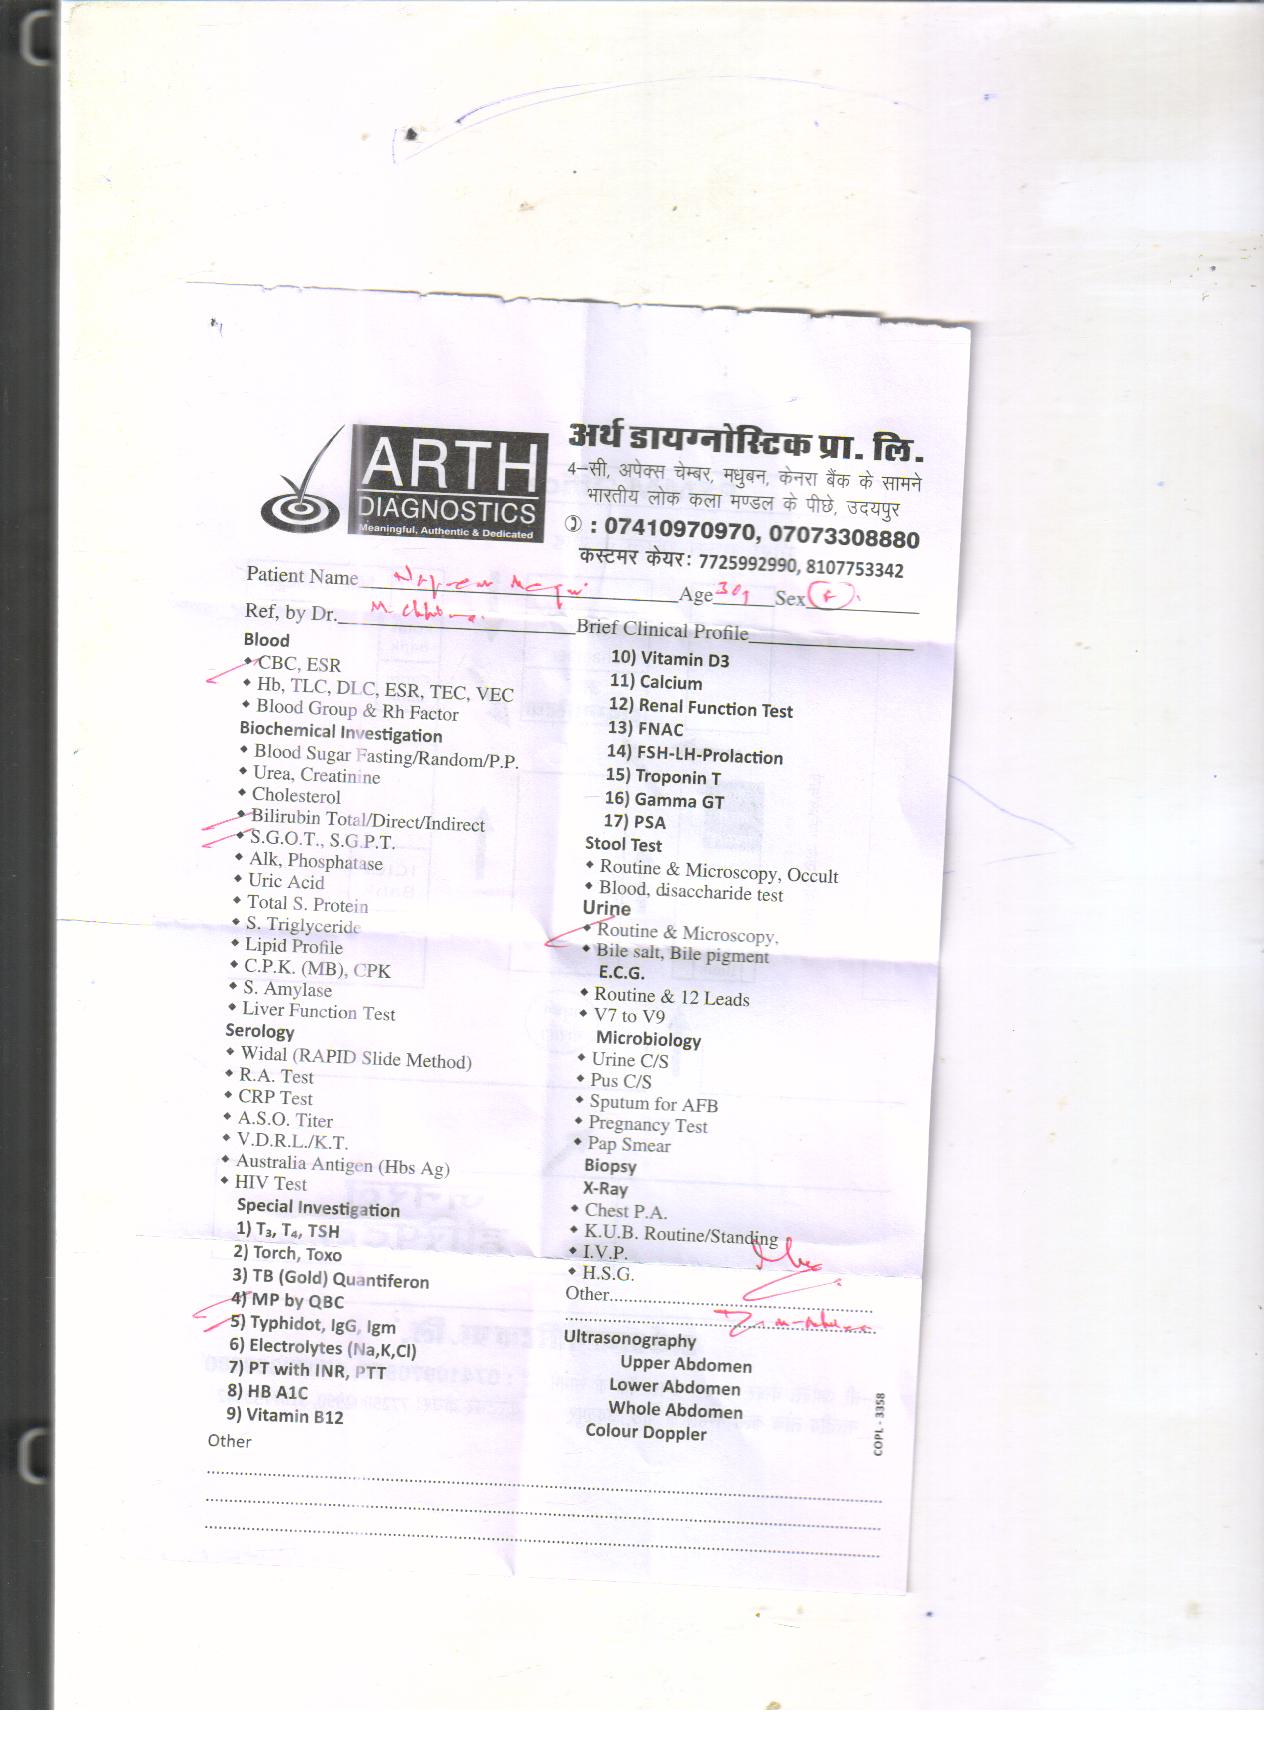 ARTH
DIAGNOSTICS
Meaningful, Authentic & Dedicated
अर्थ डायग्नोस्टिक प्रा. लि.
4-सी, अपेक्स चेम्बर, मधुबन, केनरा बैंक के सामने
भारतीय लोक कला मण्डल के पीछे, उदयपुर
: 07410970970, 07073308880
कस्टमर केयर: 7725992990, 8107753342
Patient Name Age 30y Sex F
Ref, by Dr. Brief Clinical Profile
Blood
CBC, ESR
Hb, TLC, DLC, ESR, TEC, VEC
Blood Group & Rh Factor
Biochemical Investigation
Blood Sugar Fasting/Random/P.P.
Urea, Creatinine
Cholesterol
Bilirubin Total/Direct/Indirect
S.G.O.T., S.G.P.T.
Alk, Phosphatase
Uric Acid
Total S. Protein
S. Triglyceride
Lipid Profile
C.P.K. (MB), CPK
S. Amylase
Liver Function Test
Serology
Widal (RAPID Slide Method)
R.A. Test
CRP Test
A.S.O. Titer
V.D.R.L./K.T.
Australia Antigen (Hbs Ag)
HIV Test
Special Investigation
1) T₃, T₄, TSH
2) Torch, Toxo
3) TB (Gold) Quantiferon
4) MP by QBC
5) Typhidot, IgG, Igm
6) Electrolytes (Na,K,Cl)
7) PT with INR, PTT
8) HB A1C
9) Vitamin B12
Other
10) Vitamin D3
11) Calcium
12) Renal Function Test
13) FNAC
14) FSH-LH-Prolaction
15) Troponin T
16) Gamma GT
17) PSA
Stool Test
Routine & Microscopy, Occult
Blood, disaccharide test
Urine
Routine & Microscopy,
Bile salt, Bile pigment
E.C.G.
Routine & 12 Leads
V7 to V9
Microbiology
Urine C/S
Pus C/S
Sputum for AFB
Pregnancy Test
Pap Smear
Biopsy
X-Ray
Chest P.A.
K.U.B. Routine/Standing
I.V.P.
H.S.G.
Other
Ultrasonography
Upper Abdomen
Lower Abdomen
Whole Abdomen
Colour Doppler
COPL - 3358